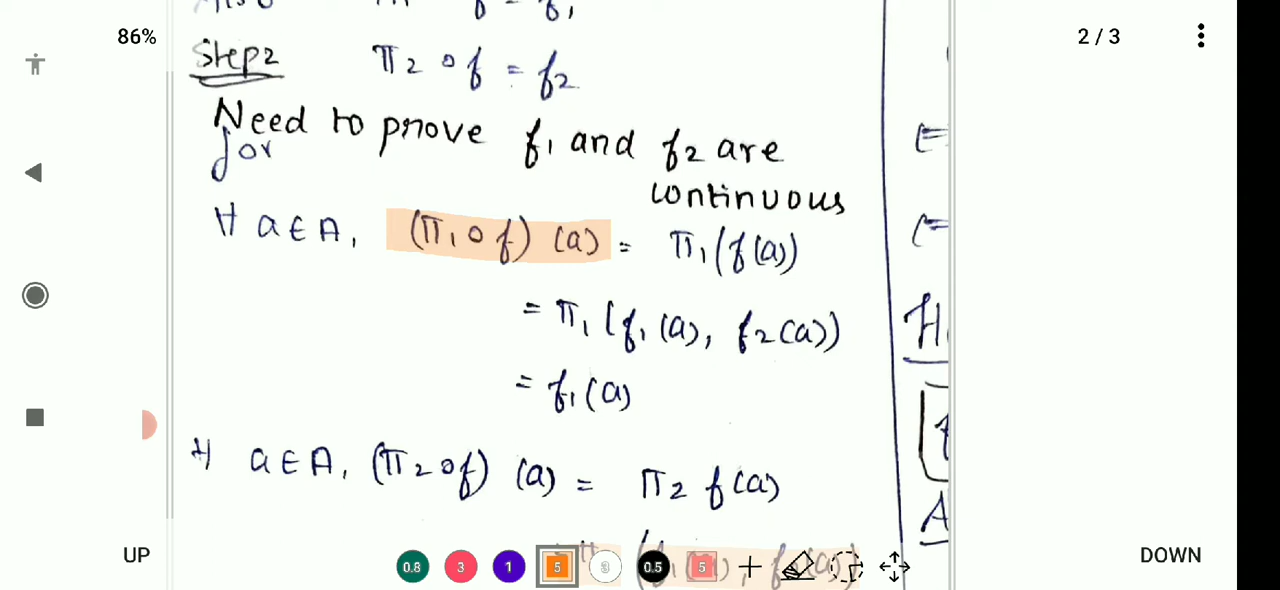 86%
2 / 3
Step2 π₂ o f = f₂
Need to prove f₁ and f₂ are
for continuous
∀ a ∈ A, (π₁ o f) (a) = π₁(f(a))
= π₁ (f₁(a), f₂(a))
= f₁(a)
∀ a ∈ A, (π₂ o f) (a) = π₂ f(a)
UP
0.8 3 1 5 3 0.5 5
DOWN